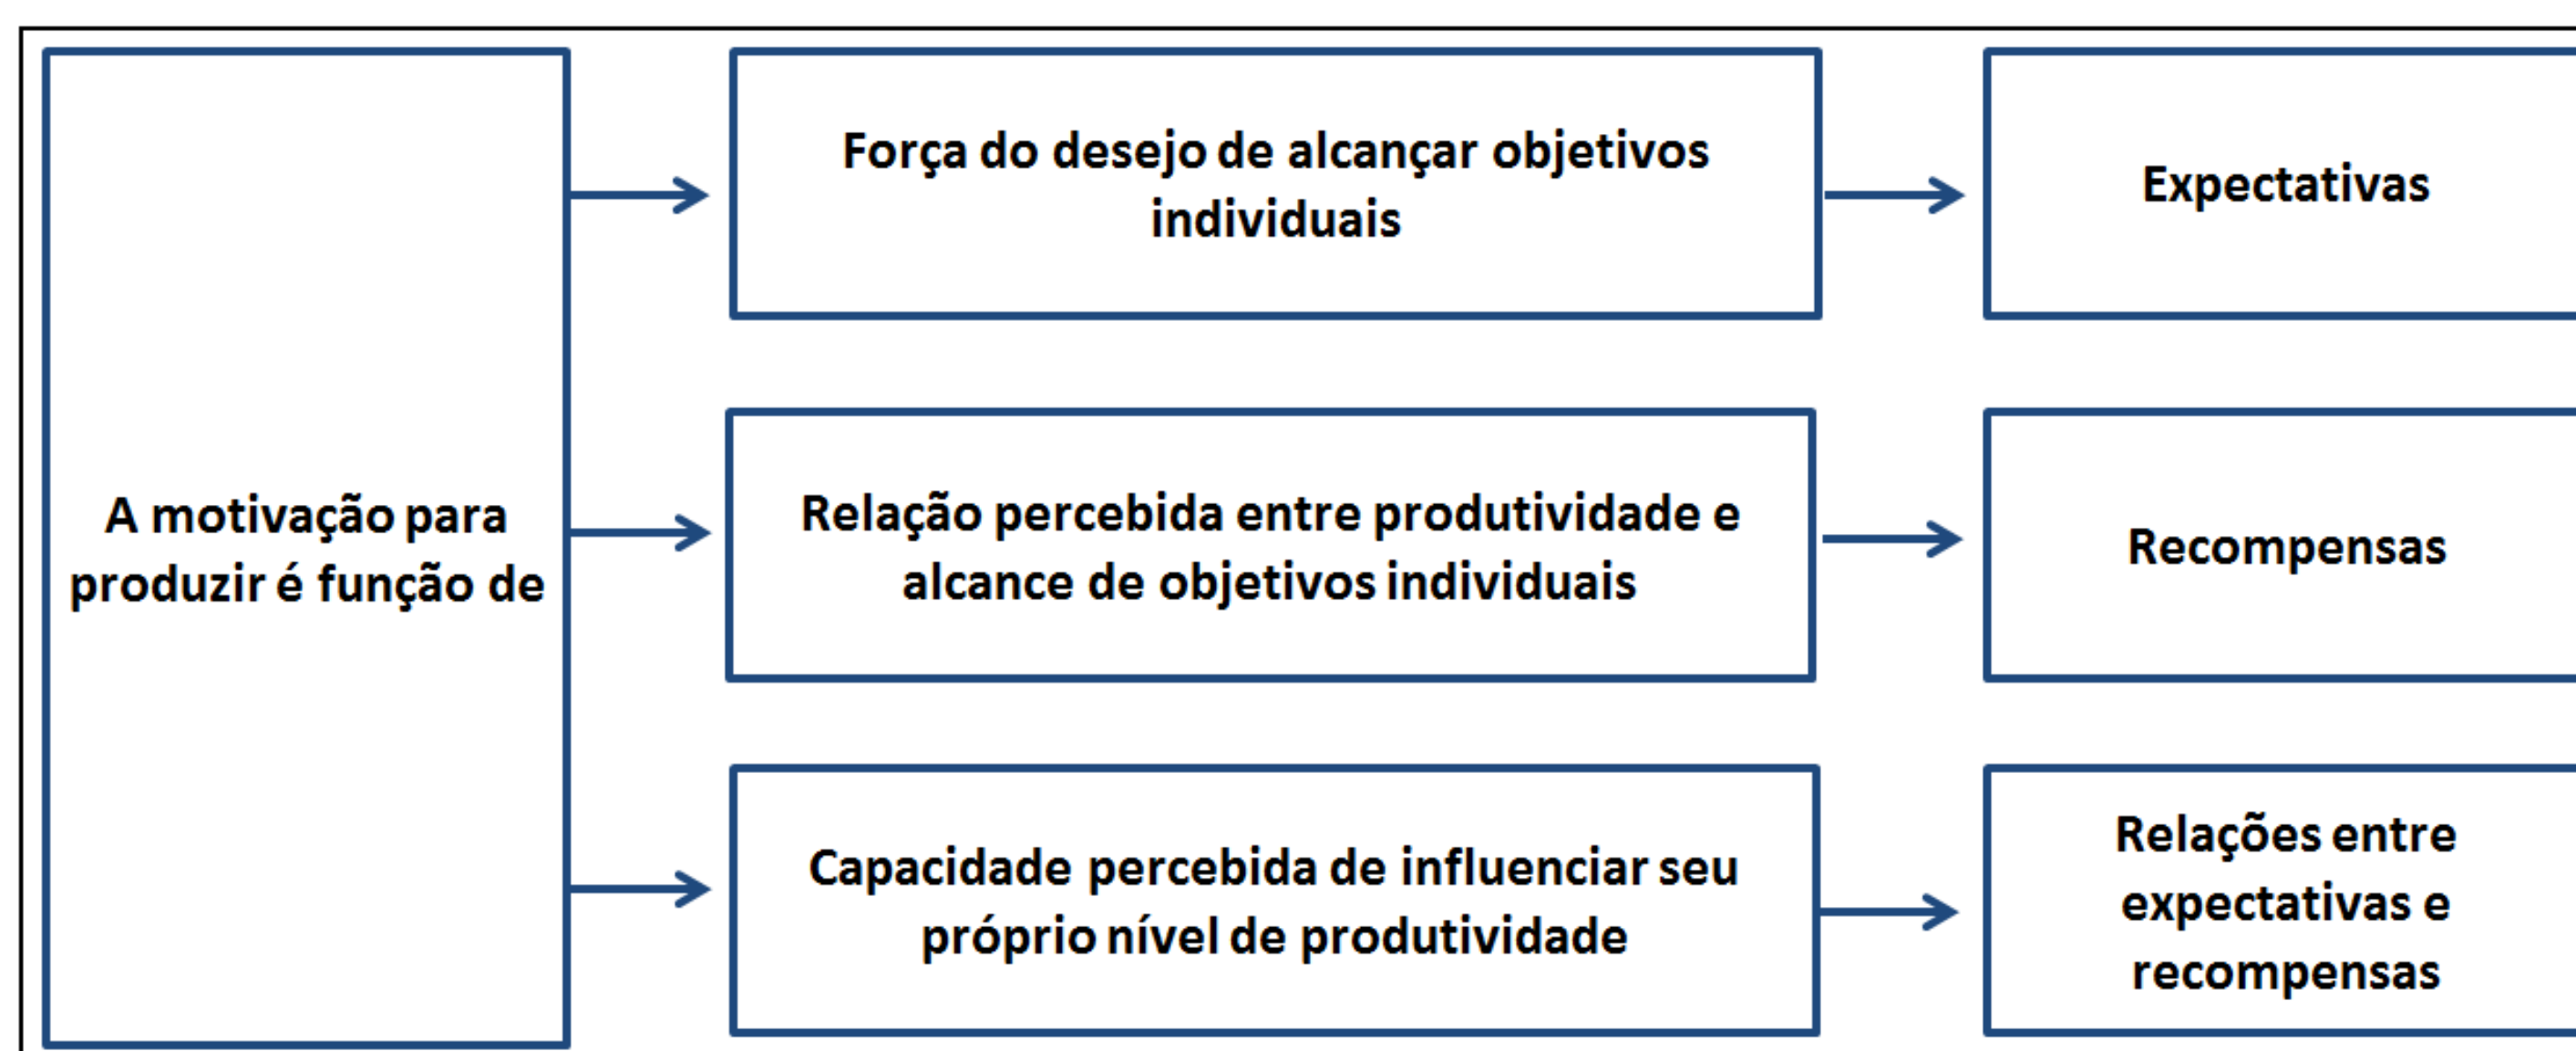 A motivação para
produzir é função de
Força do desejo de alcançar objetivos
individuais
Expectativas
Relação percebida entre produtividade e
alcance de objetivos individuais
Recompensas
Capacidade percebida de influenciar seu
próprio nível de produtividade
Relações entre
expectativas e
recompensas